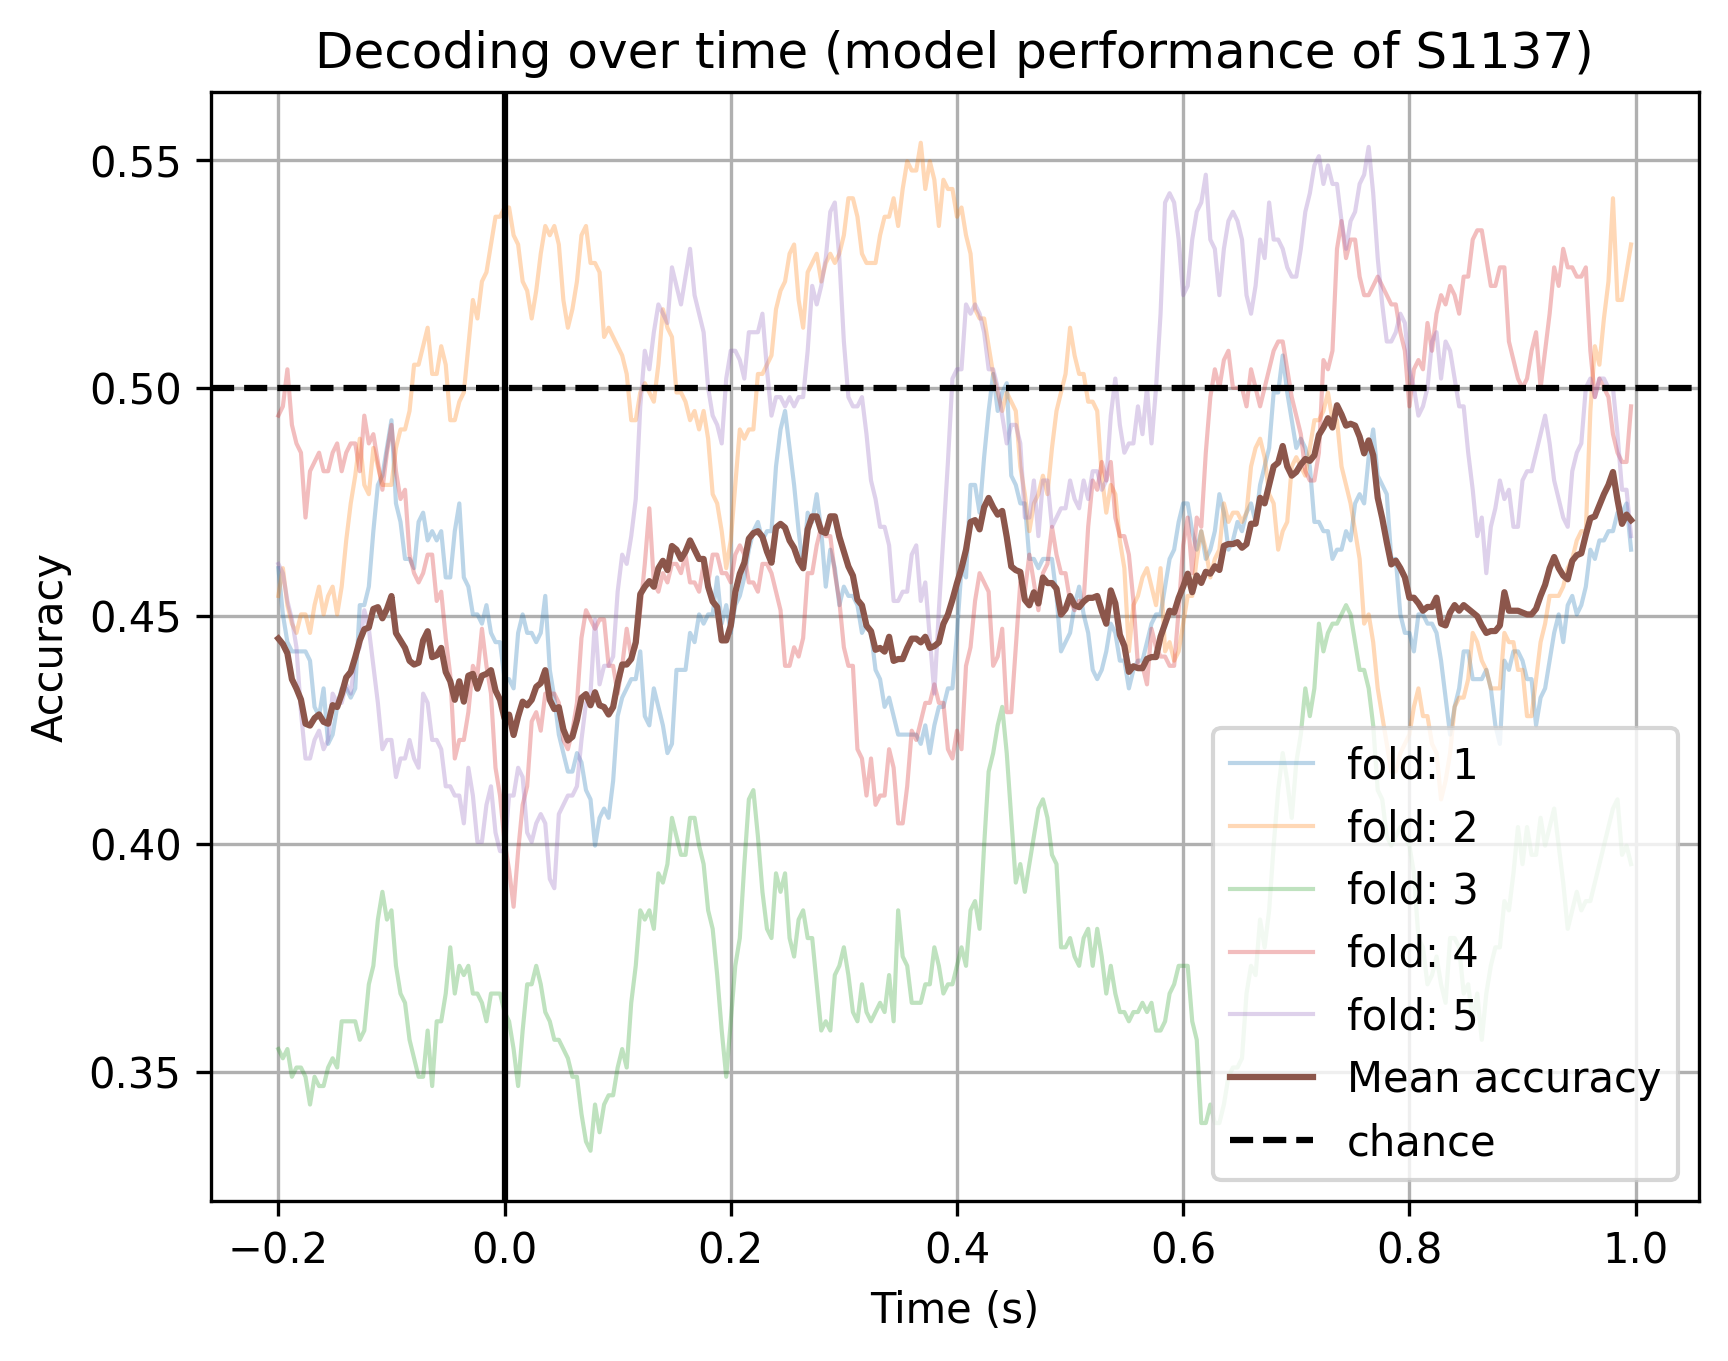 Decoding over time (model performance of S1137)
0.55
0.50
0.45
0.40
0.35
Accuracy
−0.2 0.0 0.2 0.4 0.6 0.8 1.0
Time (s)
fold: 1
fold: 2
fold: 3
fold: 4
fold: 5
Mean accuracy
chance